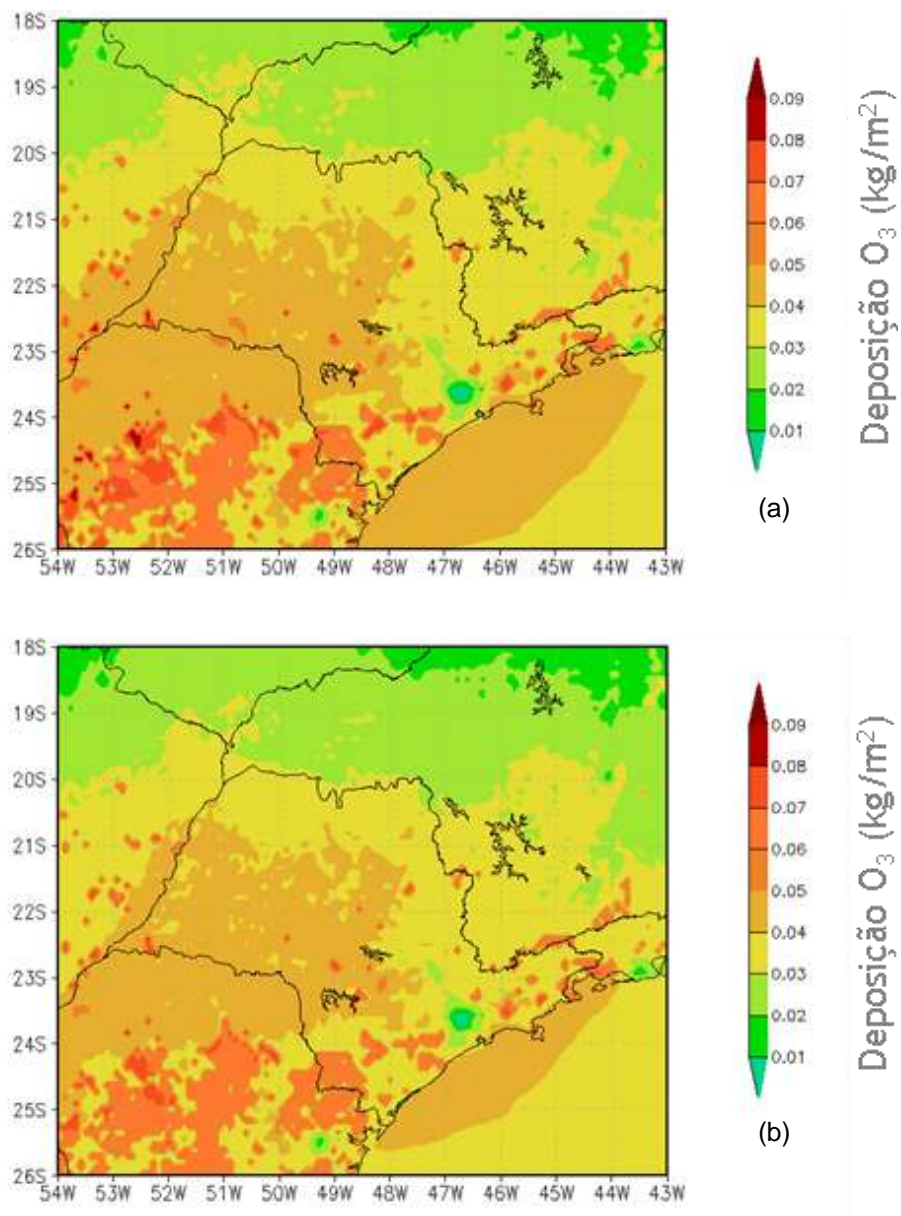 18S
19S
20S
21S
22S
23S
24S
25S
26S
54W 53W 52W 51W 50W 49W 48W 47W 46W 45W 44W 43W
0.09
0.08
0.07
0.06
0.05
0.04
0.03
0.02
0.01
Deposição O₃ (kg/m²)
(a)
18S
19S
20S
21S
22S
23S
24S
25S
26S
54W 53W 52W 51W 50W 49W 48W 47W 46W 45W 44W 43W
0.09
0.08
0.07
0.06
0.05
0.04
0.03
0.02
0.01
Deposição O₃ (kg/m²)
(b)